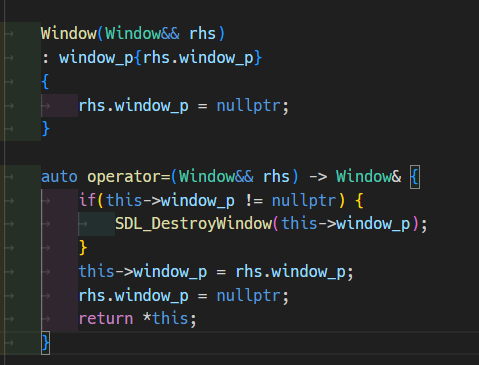 Window(Window&& rhs)
: window_p{rhs.window_p}
{
rhs.window_p = nullptr;
}
auto operator=(Window&& rhs) -> Window& {
if(this->window_p != nullptr) {
SDL_DestroyWindow(this->window_p);
}
this->window_p = rhs.window_p;
rhs.window_p = nullptr;
return *this;
}